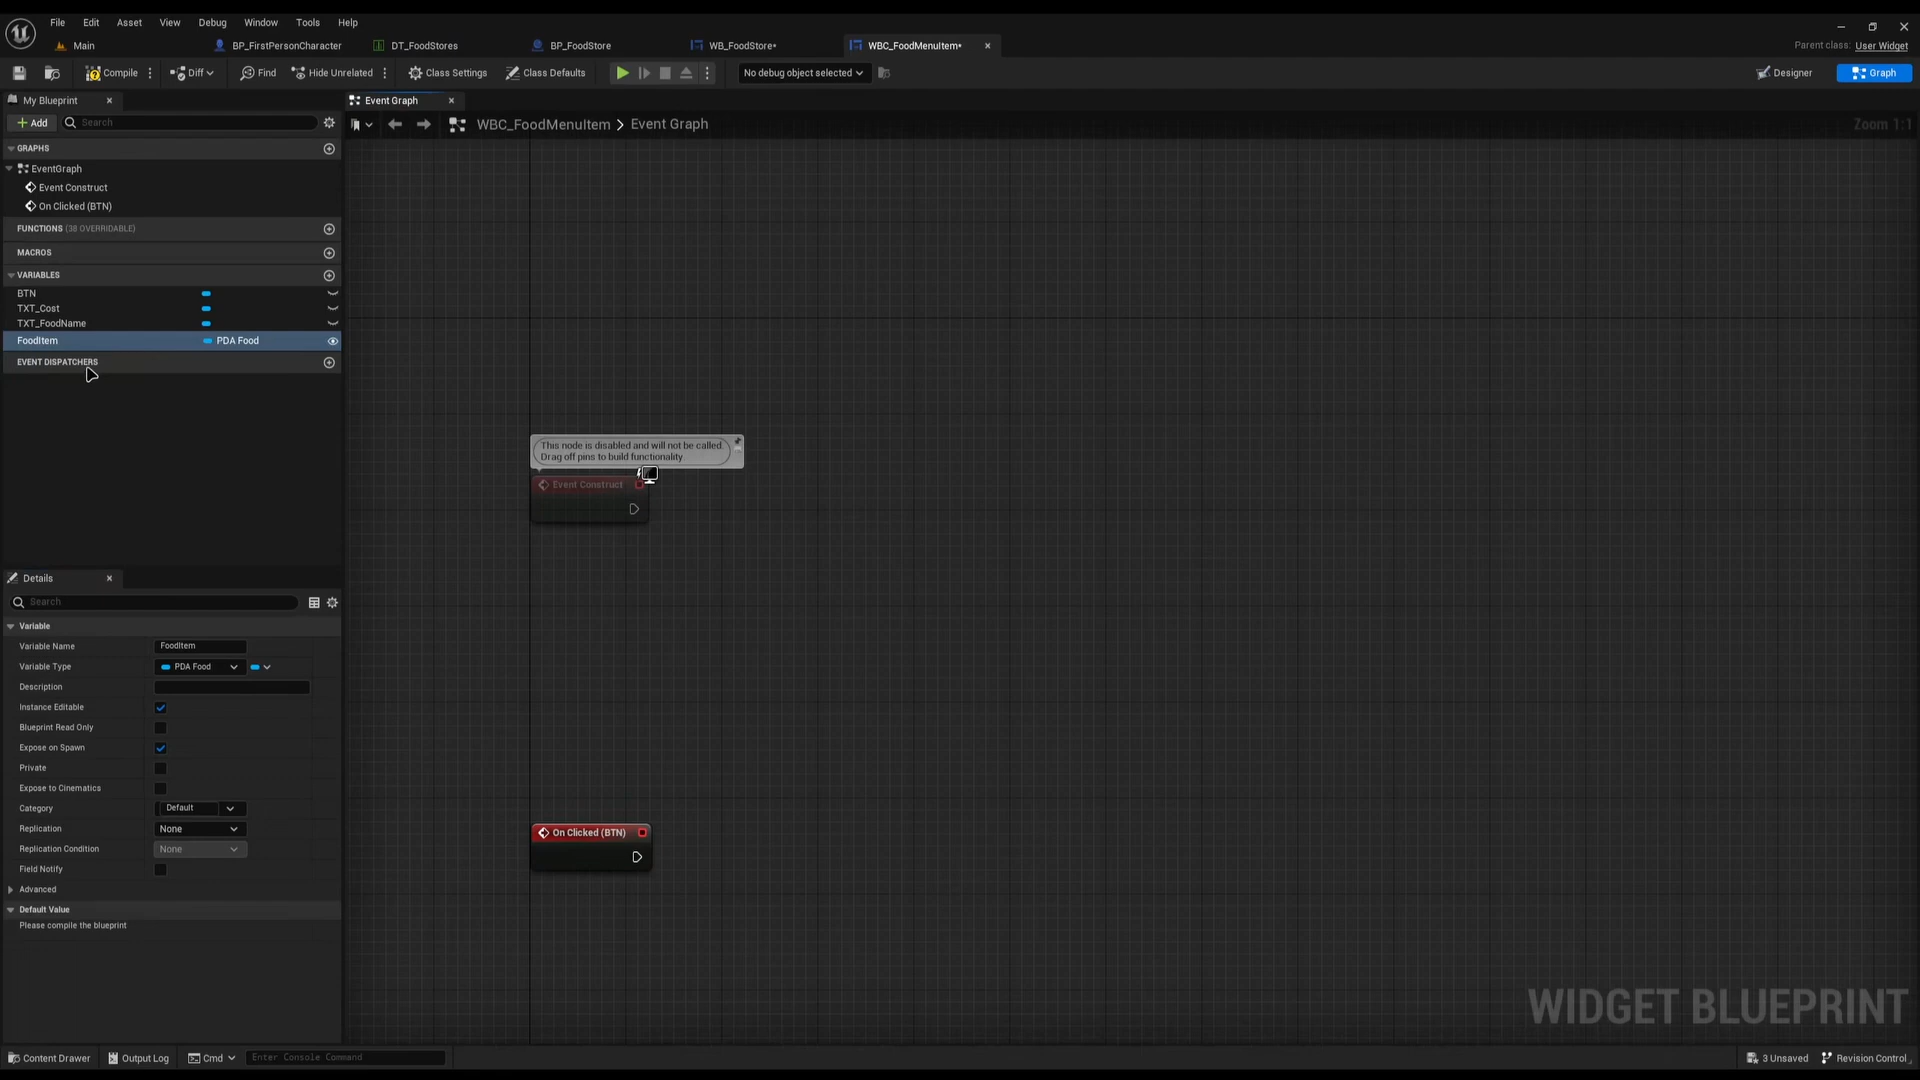 File Edit Asset View Debug Window Tools Help
Main BP_FirstPersonCharacter DT_FoodStores BP_FoodStore WB_FoodStore* WBC_FoodMenuItem*
Parent class: User Widget
Compile Diff Find Hide Unrelated Class Settings Class Defaults No debug object selected Designer Graph
My Blueprint Event Graph
Add Search WBC_FoodMenuItem > Event Graph Zoom 1:1
GRAPHS
EventGraph
Event Construct
On Clicked (BTN)
FUNCTIONS (38 OVERRIDABLE)
MACROS
VARIABLES
BTN
TXT_Cost
TXT_FoodName
FoodItem PDA Food
EVENT DISPATCHERS
This node is disabled and will not be called.
Drag off pins to build functionality
Event Construct
On Clicked (BTN)
Details
Search
Variable
Variable Name FoodItem
Variable Type PDA Food
Description
Instance Editable
Blueprint Read Only
Expose on Spawn
Private
Expose to Cinematics
Category Default
Replication None
Replication Condition None
Field Notify
Advanced
Default Value
Please compile the blueprint
WIDGET BLUEPRINT
Content Drawer Output Log Cmd Enter Console Command 3 Unsaved Revision Control